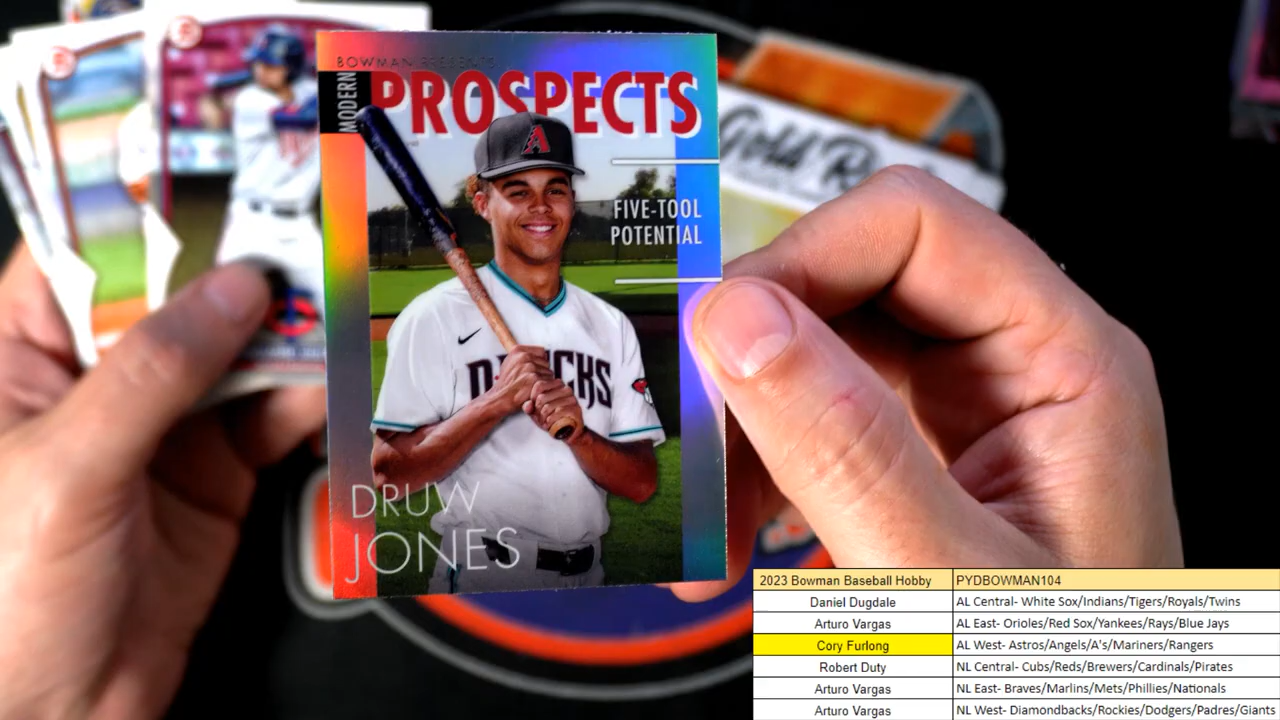 BOWMAN PRESENTS
MODERN
PROSPECTS
A
FIVE-TOOL
POTENTIAL
DRUW
JONES
2023 Bowman Baseball Hobby PYDBOWMAN104
Daniel Dugdale AL Central- White Sox/Indians/Tigers/Royals/Twins
Arturo Vargas AL East- Orioles/Red Sox/Yankees/Rays/Blue Jays
Cory Furlong AL West- Astros/Angels/A's/Mariners/Rangers
Robert Duty NL Central- Cubs/Reds/Brewers/Cardinals/Pirates
Arturo Vargas NL East- Braves/Marlins/Mets/Phillies/Nationals
Arturo Vargas NL West- Diamondbacks/Rockies/Dodgers/Padres/Giants